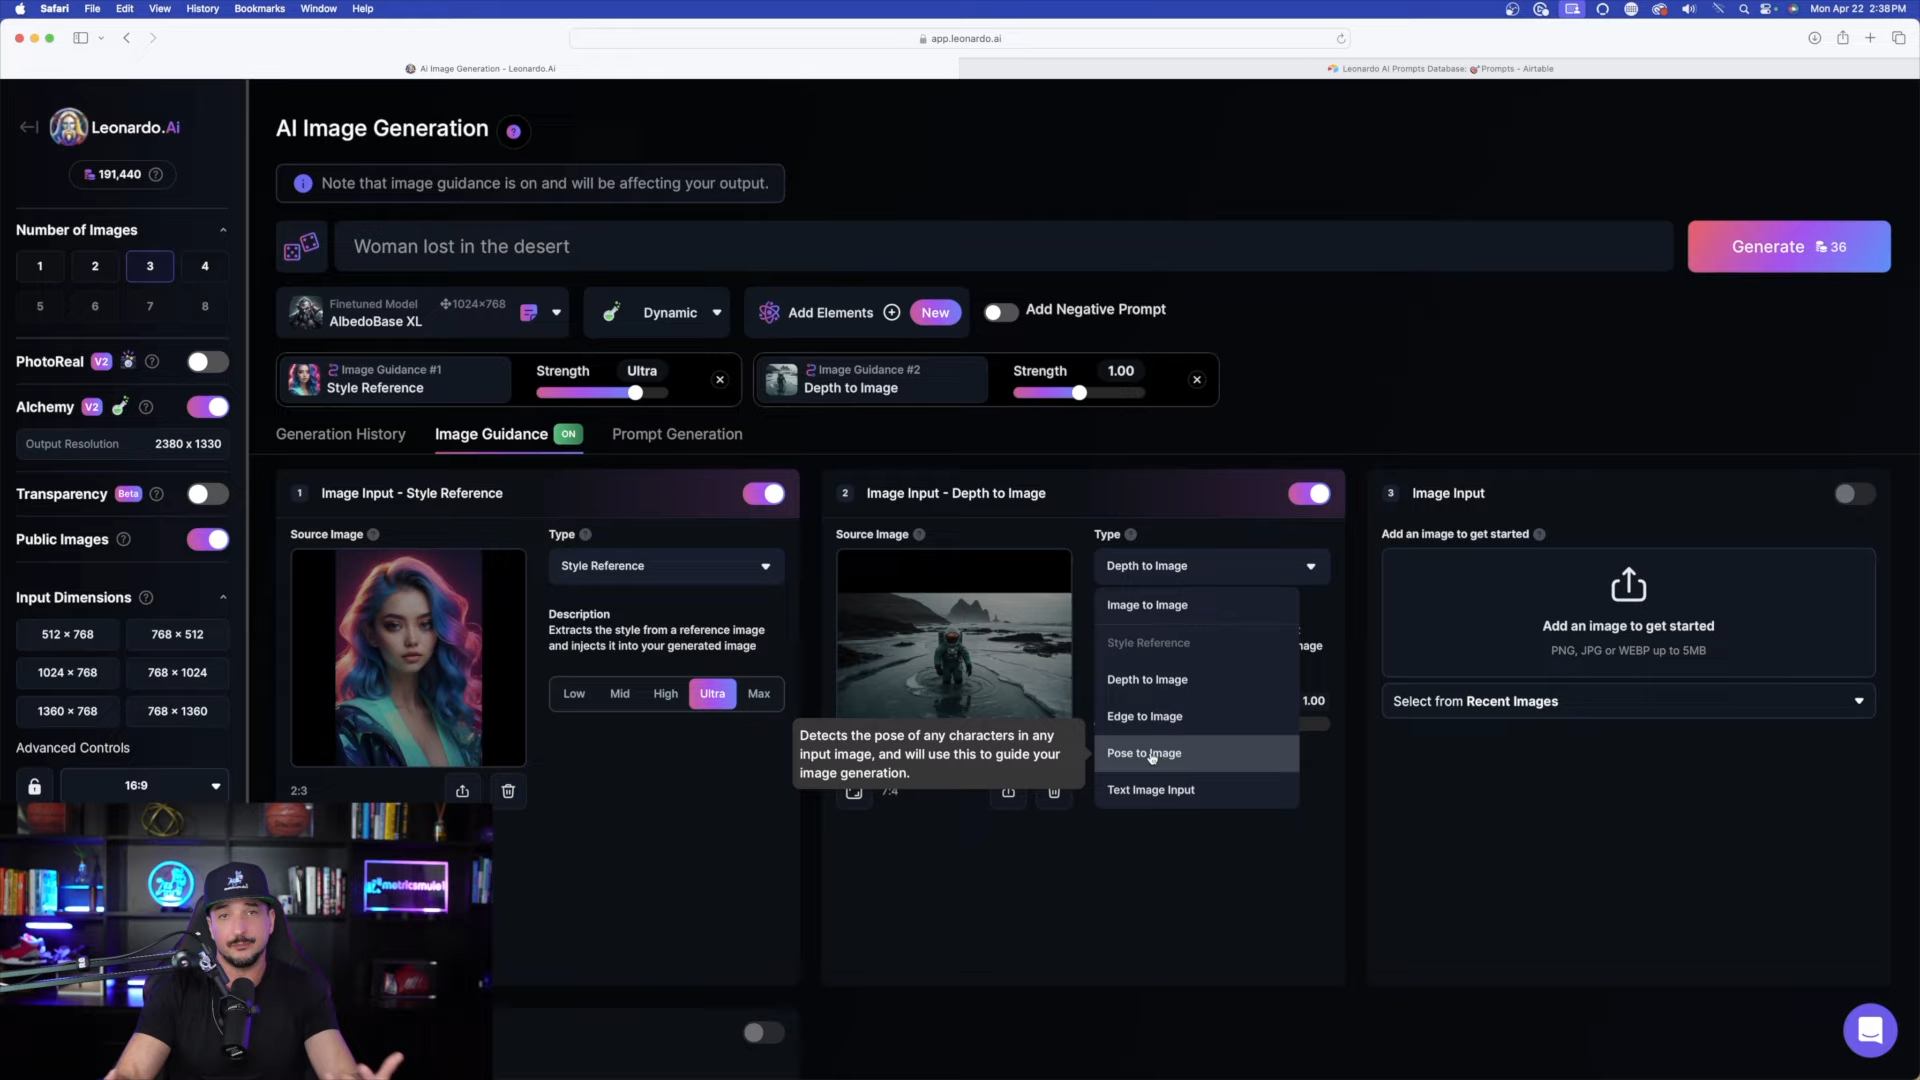 Safari File Edit View History Bookmarks Window Help
Mon Apr 22 2:38 PM
app.leonardo.ai
Ai Image Generation - Leonardo.Ai
Leonardo AI Prompts Database: Prompts - Airtable
Leonardo.Ai
191,440
Number of Images
1 2 3 4
5 6 7 8
PhotoReal V2
Alchemy V2
Output Resolution 2380 x 1330
Transparency Beta
Public Images
Input Dimensions
512 × 768 768 × 512
1024 × 768 768 × 1024
1360 × 768 768 × 1360
Advanced Controls
16:9
AI Image Generation
Note that image guidance is on and will be affecting your output.
Woman lost in the desert
Generate 36
Finetuned Model 1024×768
AlbedoBase XL
Dynamic
Add Elements New
Add Negative Prompt
Image Guidance #1
Style Reference
Strength Ultra
Image Guidance #2
Depth to Image
Strength 1.00
Generation History Image Guidance ON Prompt Generation
1 Image Input - Style Reference
Source Image
Type
Style Reference
Description
Extracts the style from a reference image
and injects it into your generated image
Low Mid High Ultra Max
2:3
2 Image Input - Depth to Image
Source Image
Type
Depth to Image
Image to Image
Style Reference
Depth to Image
Edge to Image
Pose to Image
Text Image Input
1.00
7:4
Detects the pose of any characters in any
input image, and will use this to guide your
image generation.
3 Image Input
Add an image to get started
Add an image to get started
PNG, JPG or WEBP up to 5MB
Select from Recent Images
metricsmule